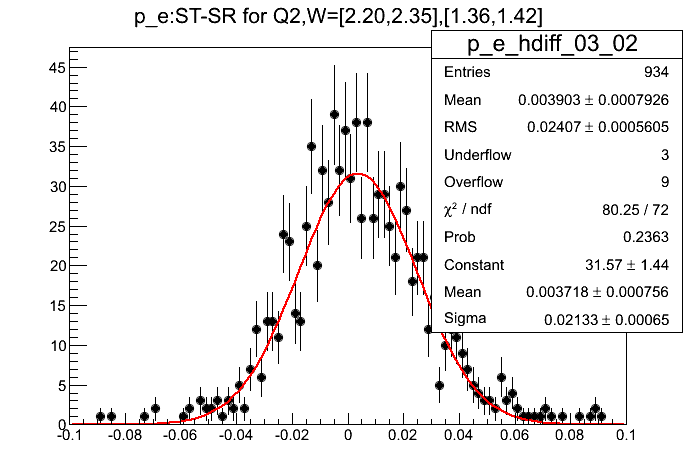 p_e:ST-SR for Q2,W=[2.20,2.35],[1.36,1.42]
p_e_hdiff_03_02
Entries 934
Mean 0.003903 ± 0.0007926
RMS 0.02407 ± 0.0005605
Underflow 3
Overflow 9
χ² / ndf 80.25 / 72
Prob 0.2363
Constant 31.57 ± 1.44
Mean 0.003718 ± 0.000756
Sigma 0.02133 ± 0.00065
45
40
35
30
25
20
15
10
5
0
-0.1 -0.08 -0.06 -0.04 -0.02 0 0.02 0.04 0.06 0.08 0.1